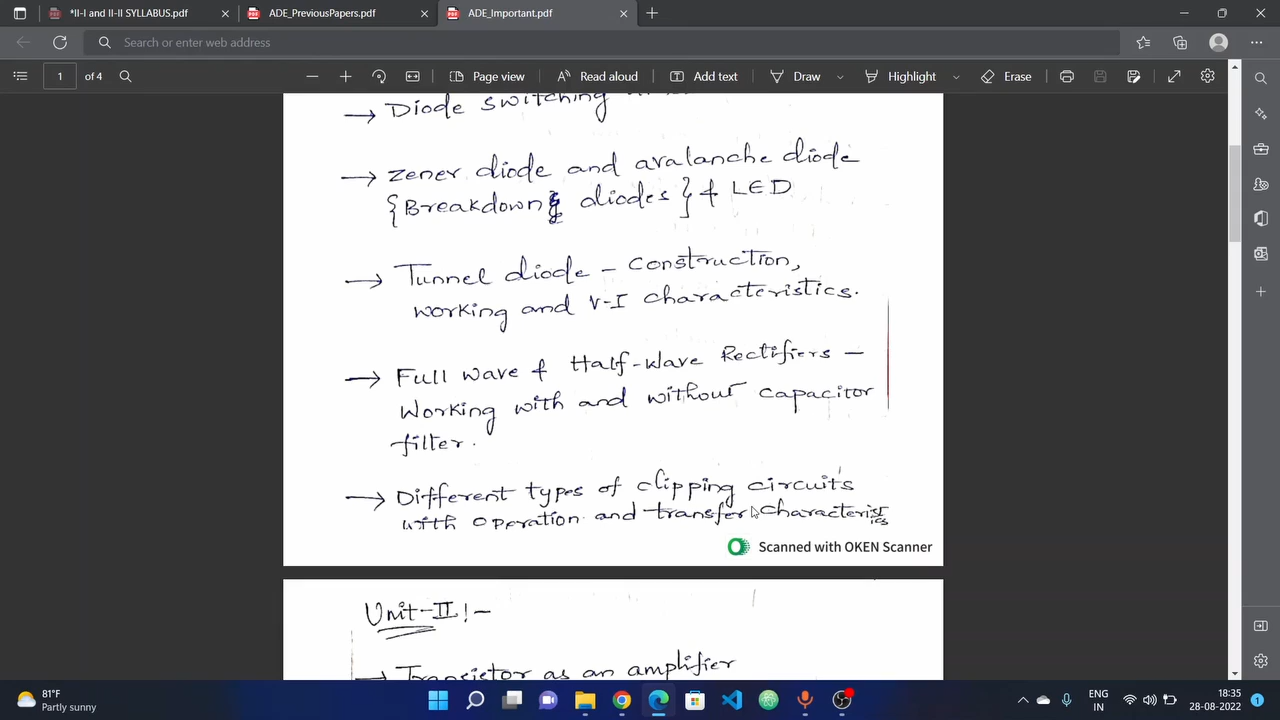 *II-I and II-II SYLLABUS.pdf
ADE_PreviousPapers.pdf
ADE_Important.pdf
Search or enter web address
1 of 4
Page view
Read aloud
Add text
Draw
Highlight
Erase
→ Diode switching
→ Zener diode and avalanche diode
{Breakdown diodes} & LED
→ Tunnel diode – construction,
working and V-I characteristics.
→ Full wave & Half-Wave Rectifiers –
Working with and without capacitor
filter.
→ Different types of clipping circuits
with operation and transfer characteristics
Scanned with OKEN Scanner
Unit-II:-
→ Transistor as an amplifier
81°F
Partly sunny
ENG
IN
18:35
28-08-2022
1